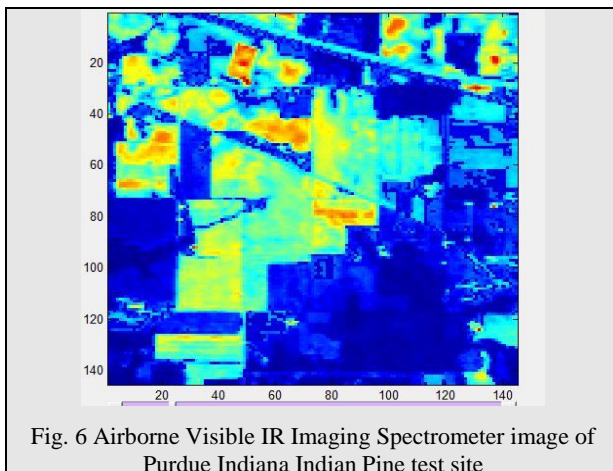 20
40
60
80
100
120
140
20 40 60 80 100 120 140
Fig. 6 Airborne Visible IR Imaging Spectrometer image of
Purdue Indiana Indian Pine test site